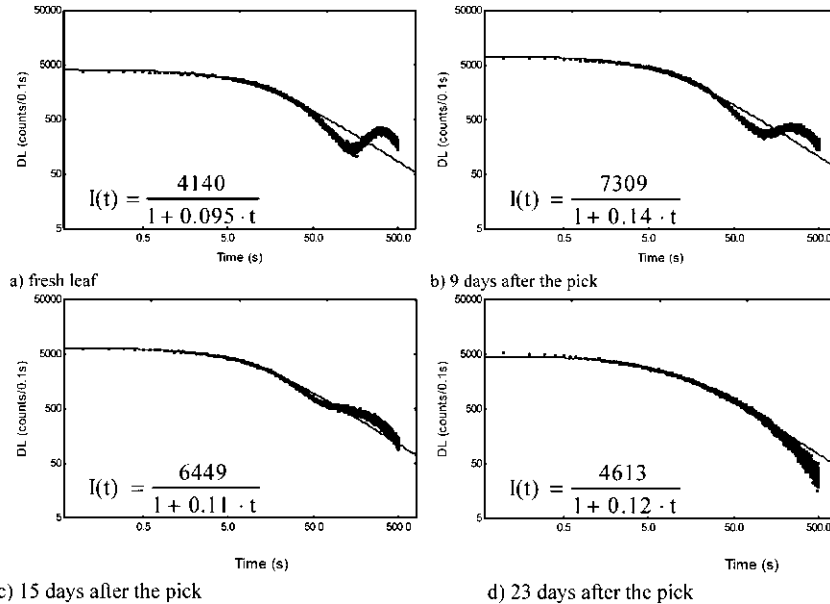 50000
5000
500
50
5
DL (counts/0.1s)
I(t) = 4140 / 1 + 0.095 · t
0.5 5.0 50.0 500.0
Time (s)
a) fresh leaf
50000
5000
500
50
5
DL (counts/0.1s)
I(t) = 7309 / 1 + 0.14 · t
0.5 5.0 50.0 500.0
Time (s)
b) 9 days after the pick
50000
5000
500
50
5
DL (counts/0.1s)
I(t) = 6449 / 1 + 0.11 · t
0.5 5.0 50.0 500.0
Time (s)
c) 15 days after the pick
50000
5000
500
50
5
DL (counts/0.1s)
I(t) = 4613 / 1 + 0.12 · t
0.5 5.0 50.0 500.0
Time (s)
d) 23 days after the pick